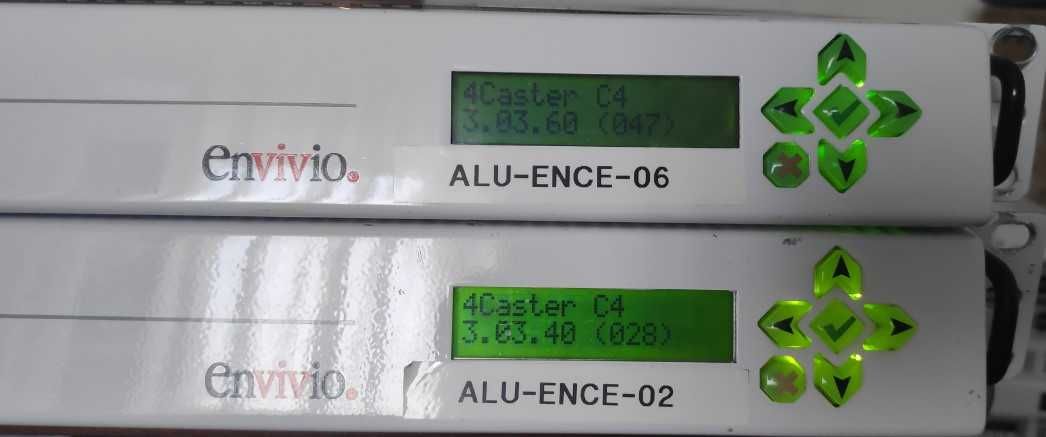 4Caster C4
3.03.60 (047)
envivio.
ALU-ENCE-06
4Caster C4
3.03.40 (028)
envivio.
ALU-ENCE-02